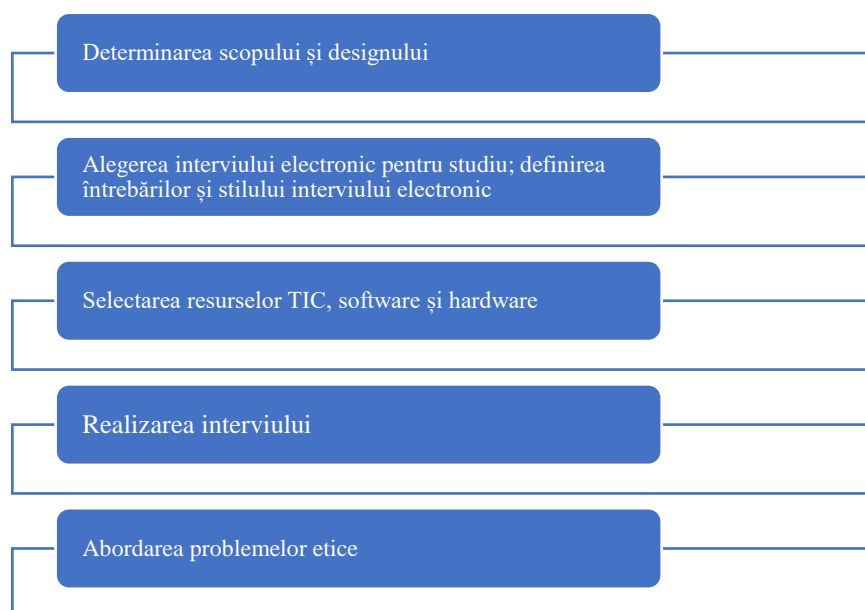 Determinarea scopului și designului
Alegerea interviului electronic pentru studiu; definirea
întrebărilor și stilului interviului electronic
Selectarea resurselor TIC, software și hardware
Realizarea interviului
Abordarea problemelor etice